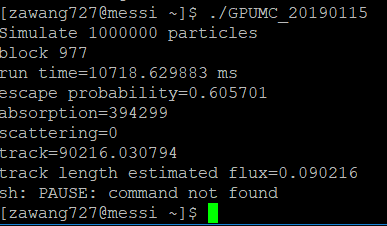 [zawang727@messi ~]$ ./GPUMC_20190115
Simulate 1000000 particles
block 977
run time=10718.629883 ms
escape probability=0.605701
absorption=394299
scattering=0
track=90216.030794
track length estimated flux=0.090216
sh: PAUSE: command not found
[zawang727@messi ~]$